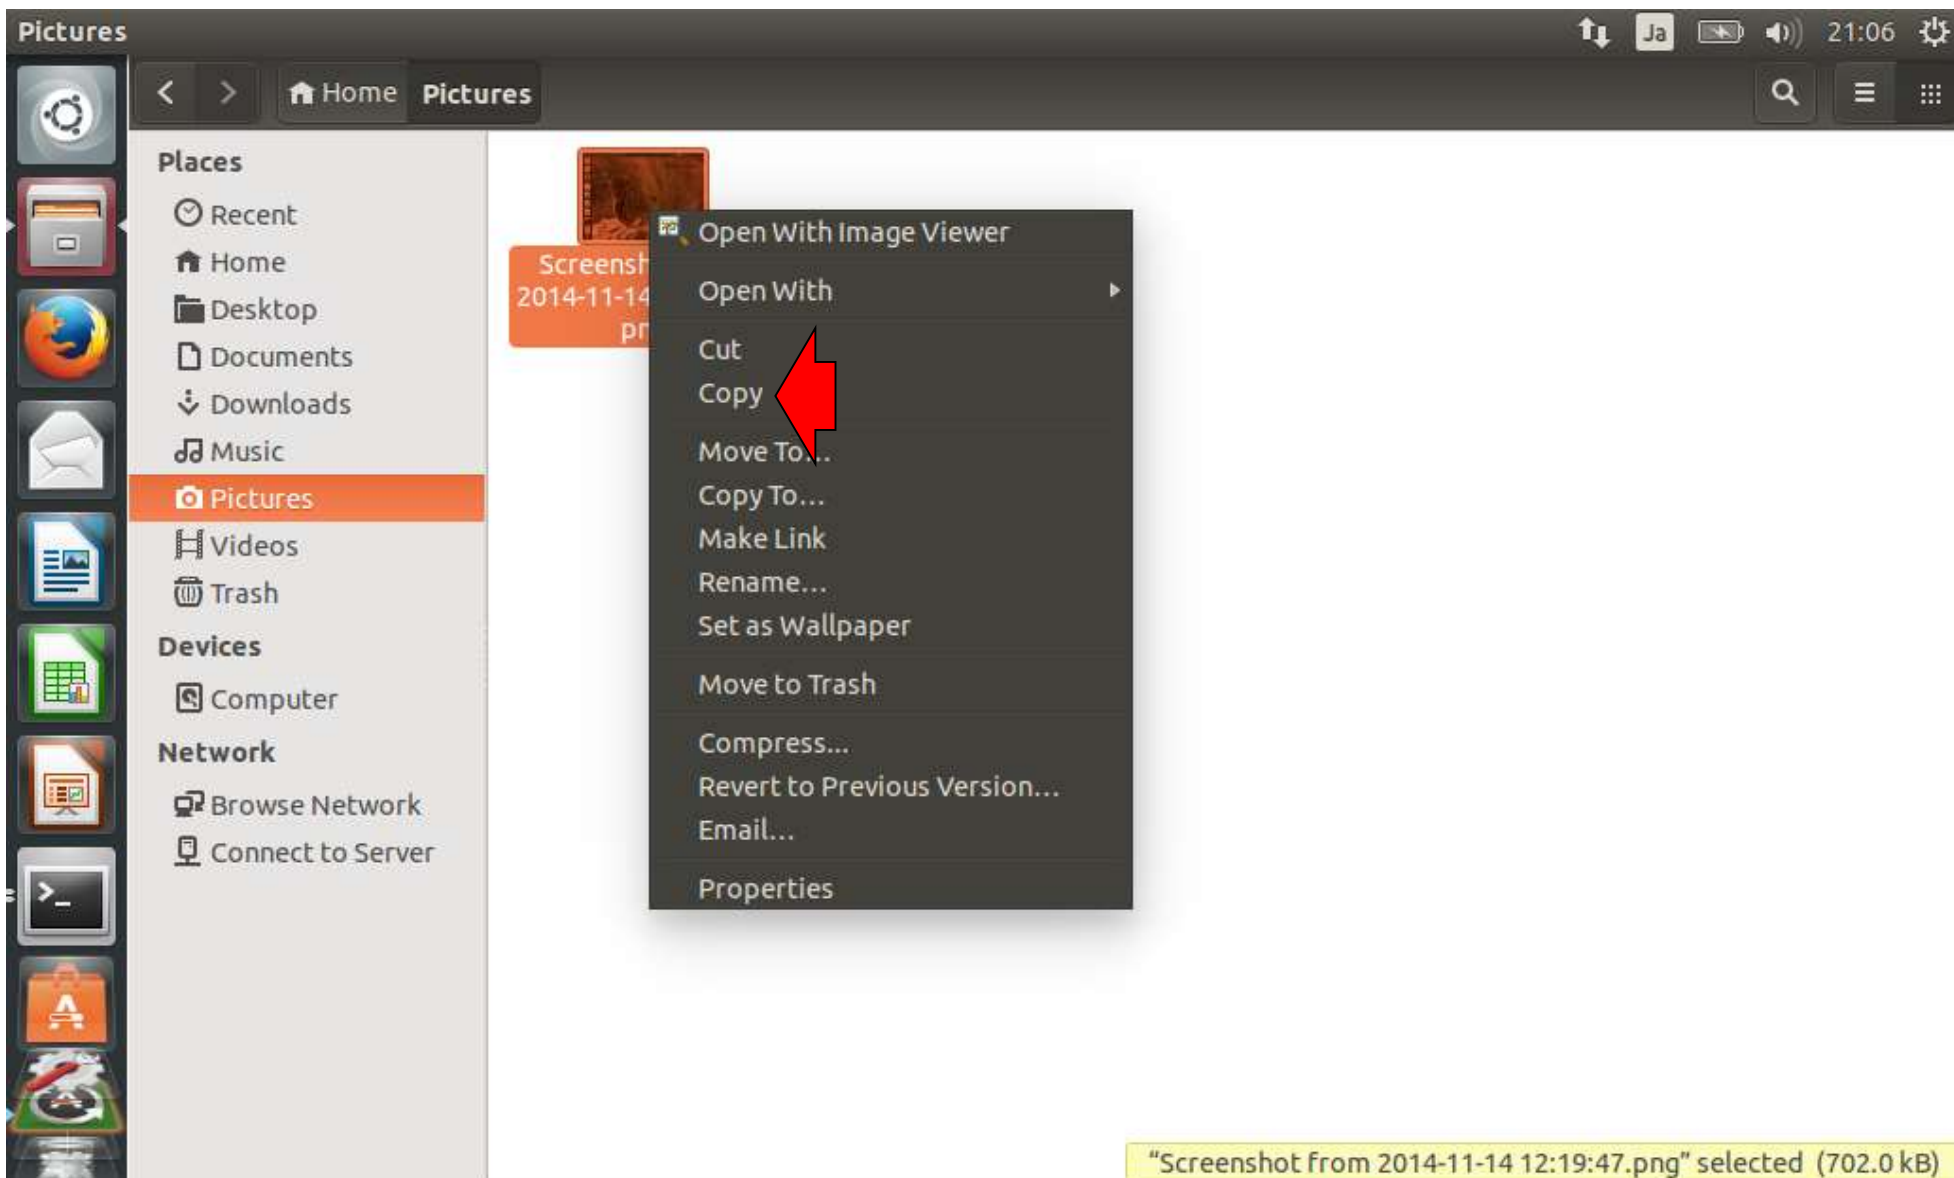 Pictures
Ja
21:06
Home
Pictures
Places
Recent
Home
Desktop
Documents
Downloads
Music
Pictures
Videos
Trash
Devices
Computer
Network
Browse Network
Connect to Server
Screensh
2014-11-14
pn
Open With Image Viewer
Open With
Cut
Copy
Move To...
Copy To...
Make Link
Rename...
Set as Wallpaper
Move to Trash
Compress...
Revert to Previous Version...
Email...
Properties
>_
A
“Screenshot from 2014-11-14 12:19:47.png” selected (702.0 kB)